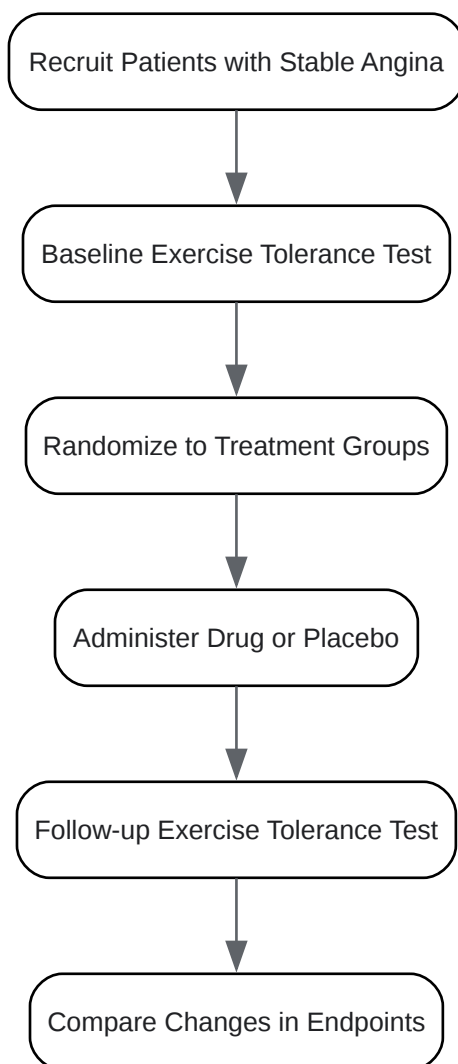 Recruit Patients with Stable Angina
Baseline Exercise Tolerance Test
Randomize to Treatment Groups
Administer Drug or Placebo
Follow-up Exercise Tolerance Test
Compare Changes in Endpoints